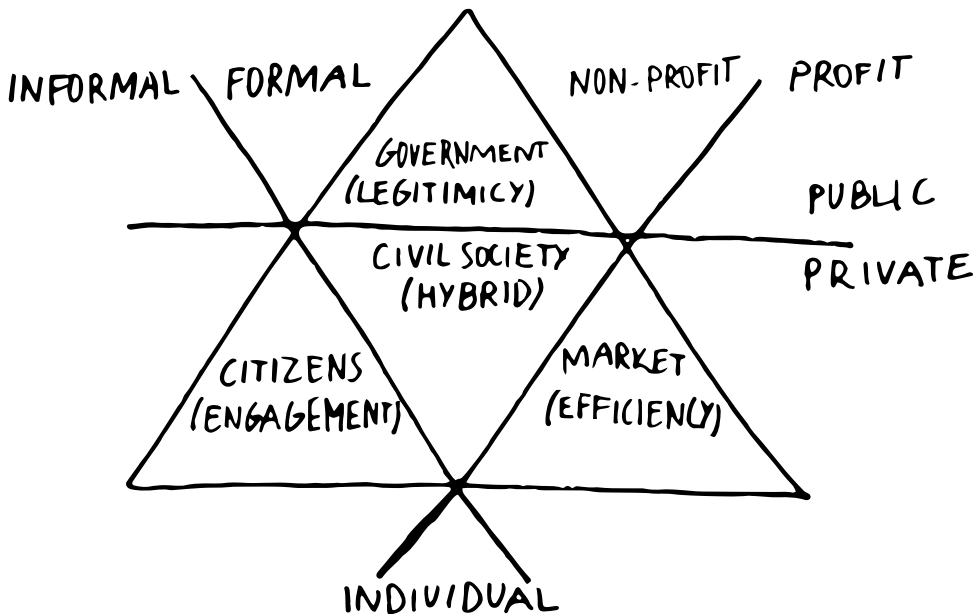 INFORMAL
FORMAL
NON-PROFIT
PROFIT
GOVERNMENT
(LEGITIMICY)
PUBLIC
CIVIL SOCIETY
(HYBRID)
PRIVATE
CITIZENS
(ENGAGEMENT)
MARKET
(EFFICIENCY)
INDIVIDUAL